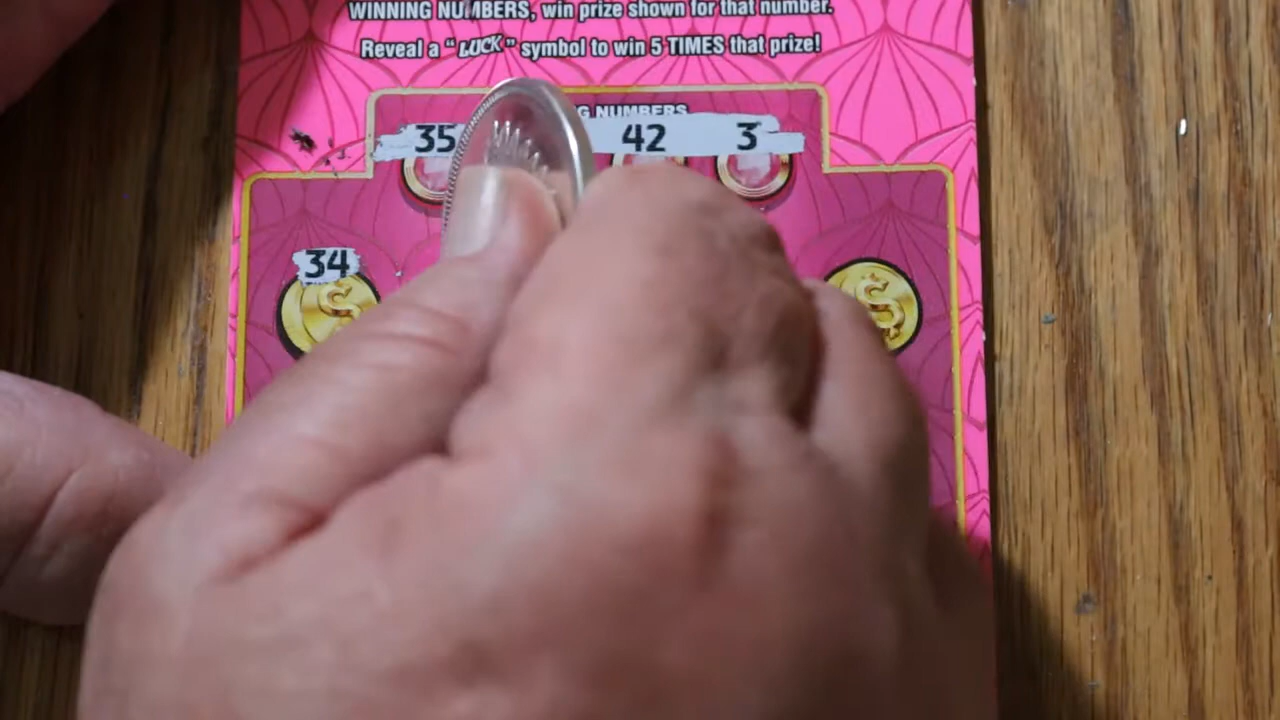 WINNING NUMBERS, win prize shown for that number.
Reveal a "LUCK" symbol to win 5 TIMES that prize!
NUMBERS
35 42 3
34